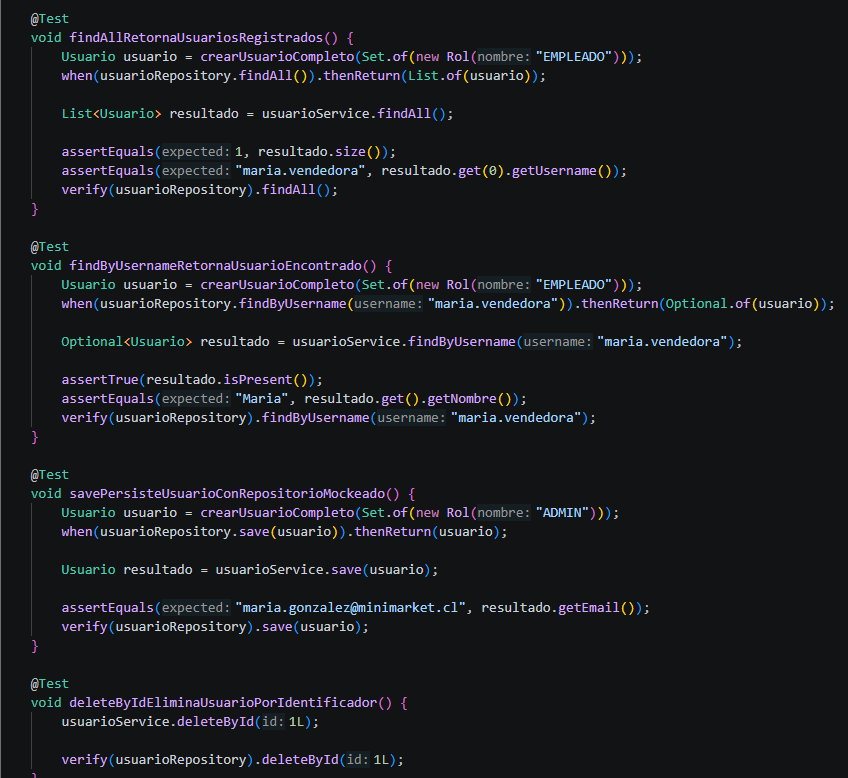 @Test
void findAllRetornaUsuariosRegistrados() {
    Usuario usuario = crearUsuarioCompleto(Set.of(new Rol(nombre: "EMPLEADO")));
    when(usuarioRepository.findAll()).thenReturn(List.of(usuario));

    List<Usuario> resultado = usuarioService.findAll();

    assertEquals(expected: 1, resultado.size());
    assertEquals(expected: "maria.vendedora", resultado.get(0).getUsername());
    verify(usuarioRepository).findAll();
}

@Test
void findByUsernameRetornaUsuarioEncontrado() {
    Usuario usuario = crearUsuarioCompleto(Set.of(new Rol(nombre: "EMPLEADO")));
    when(usuarioRepository.findByUsername(username: "maria.vendedora")).thenReturn(Optional.of(usuario));

    Optional<Usuario> resultado = usuarioService.findByUsername(username: "maria.vendedora");

    assertTrue(resultado.isPresent());
    assertEquals(expected: "Maria", resultado.get().getNombre());
    verify(usuarioRepository).findByUsername(username: "maria.vendedora");
}

@Test
void savePersisteUsuarioConRepositorioMockeado() {
    Usuario usuario = crearUsuarioCompleto(Set.of(new Rol(nombre: "ADMIN")));
    when(usuarioRepository.save(usuario)).thenReturn(usuario);

    Usuario resultado = usuarioService.save(usuario);

    assertEquals(expected: "maria.gonzalez@minimarket.cl", resultado.getEmail());
    verify(usuarioRepository).save(usuario);
}

@Test
void deleteByIdEliminaUsuarioPorIdentificador() {
    usuarioService.deleteById(id: 1L);

    verify(usuarioRepository).deleteById(id: 1L);
}